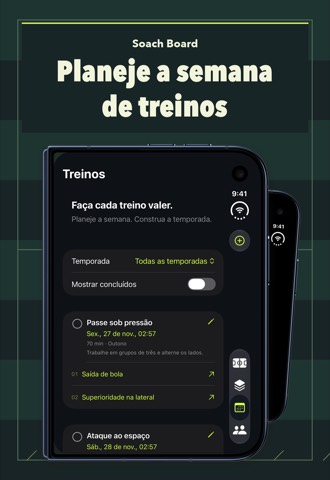 Soach Board
Planeje a semana
de treinos
Treinos
9:41
Faça cada treino valer.
Planeje a semana. Construa a temporada.
9:41
Temporada
Todas as temporadas
Mostrar concluídos
Passe sob pressão
Sex., 27 de nov., 02:57
70 min · Outono
Trabalhe em grupos de três e alterne os lados.
01 Saída de bola
02 Superioridade na lateral
Ataque ao espaço
Sáb., 28 de nov., 02:57